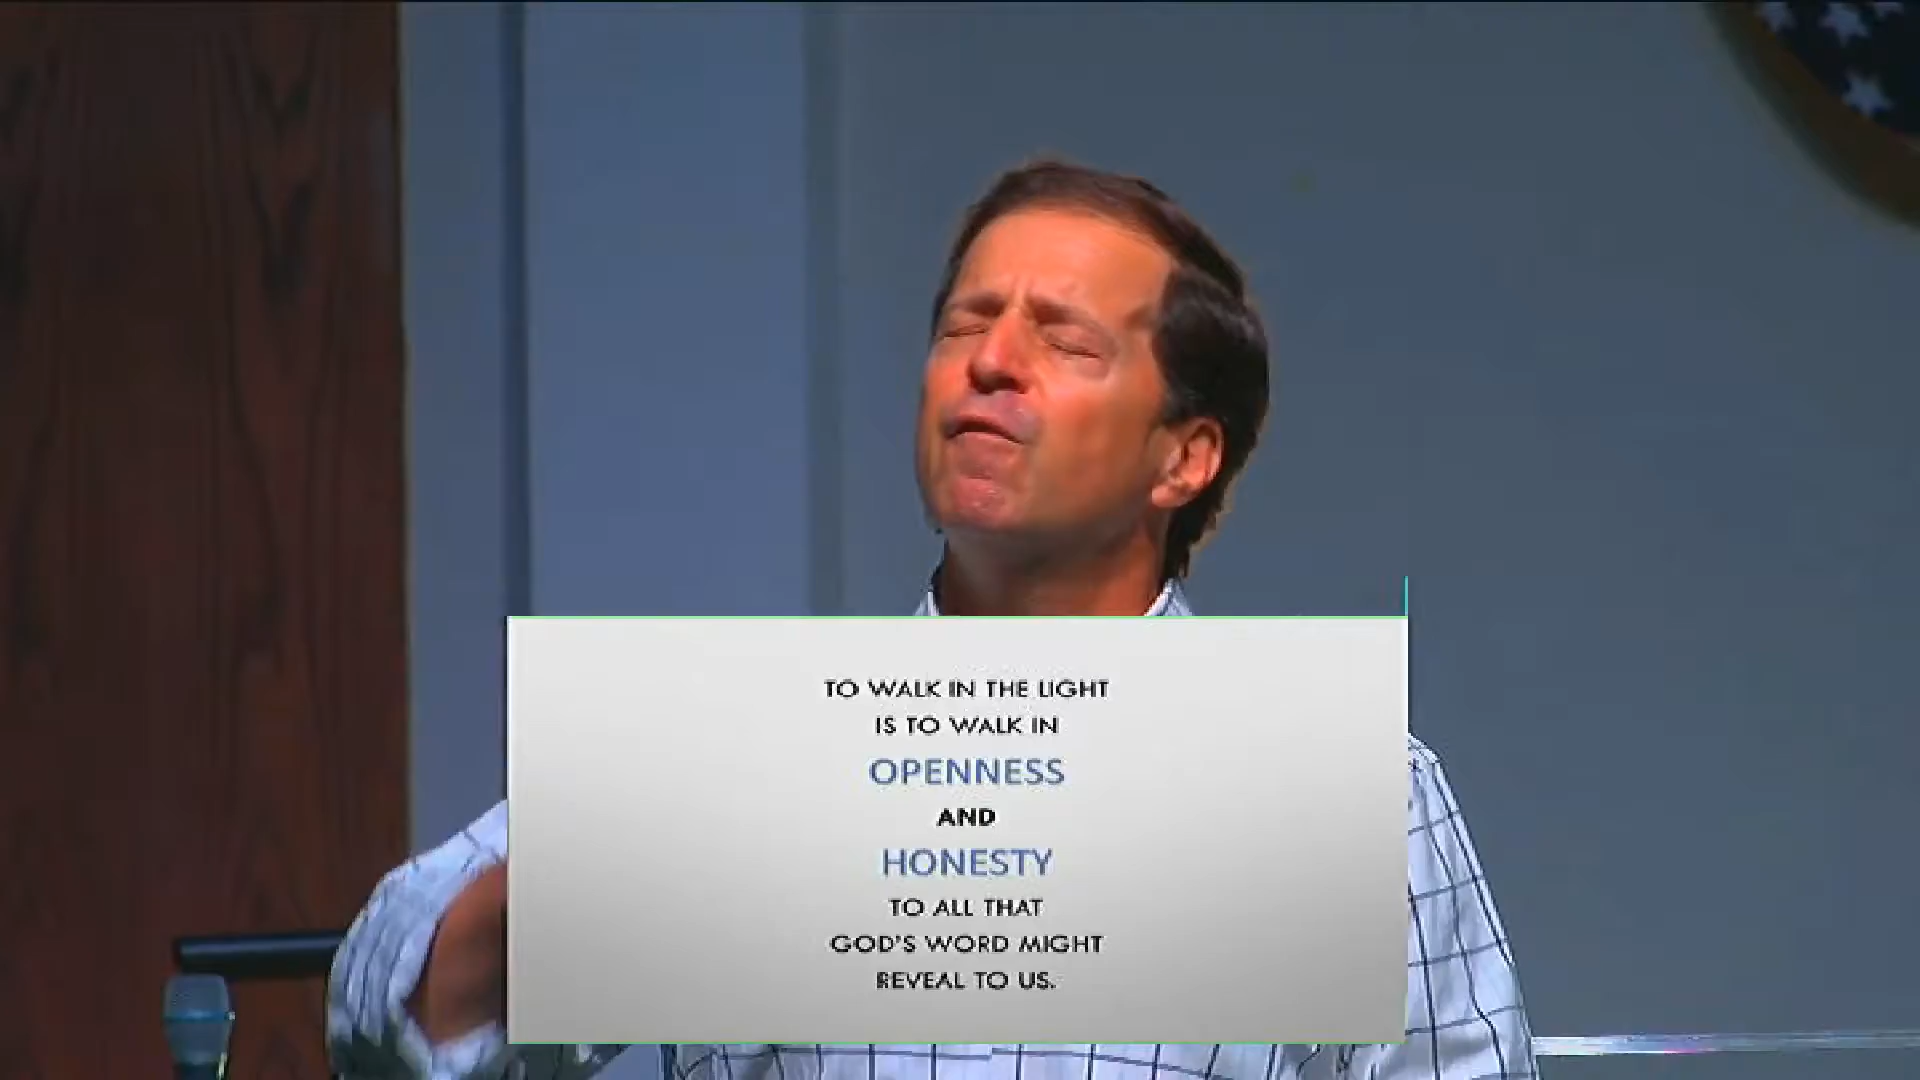 TO WALK IN THE LIGHT
IS TO WALK IN
OPENNESS
AND
HONESTY
TO ALL THAT
GOD'S WORD MIGHT
REVEAL TO US.